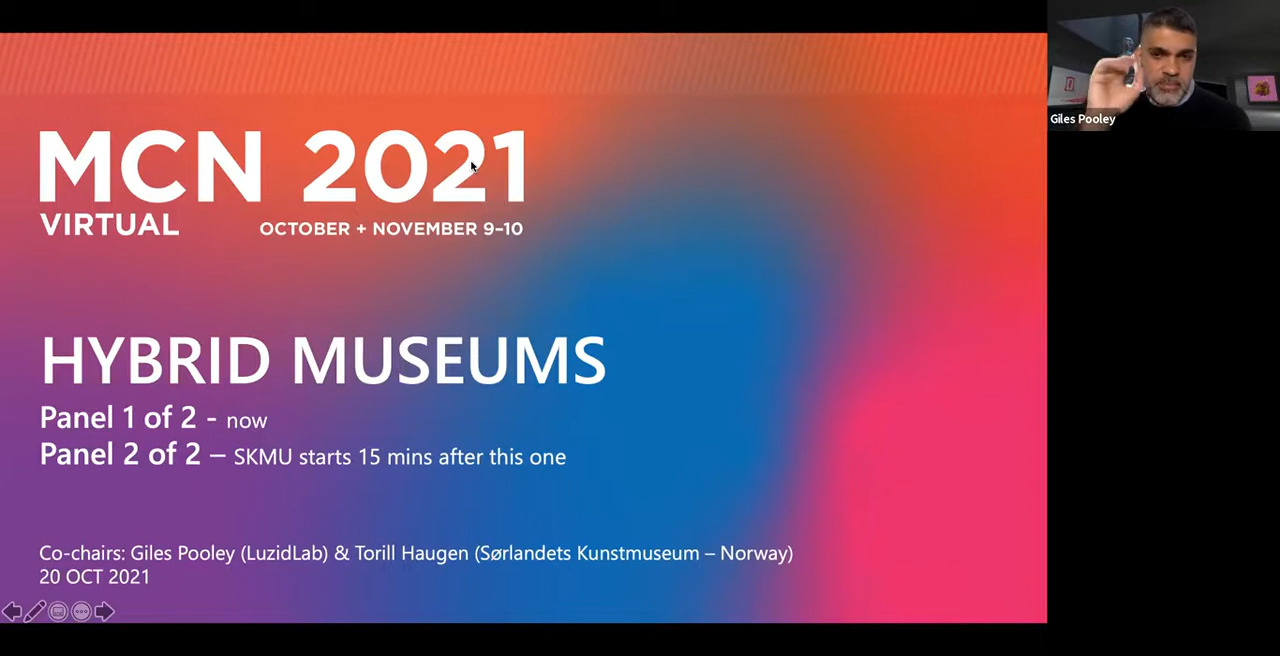 MCN 2021
VIRTUAL OCTOBER + NOVEMBER 9–10
HYBRID MUSEUMS
Panel 1 of 2 - now
Panel 2 of 2 – SKMU starts 15 mins after this one
Co-chairs: Giles Pooley (LuzidLab) & Torill Haugen (Sørlandets Kunstmuseum – Norway)
20 OCT 2021
Giles Pooley